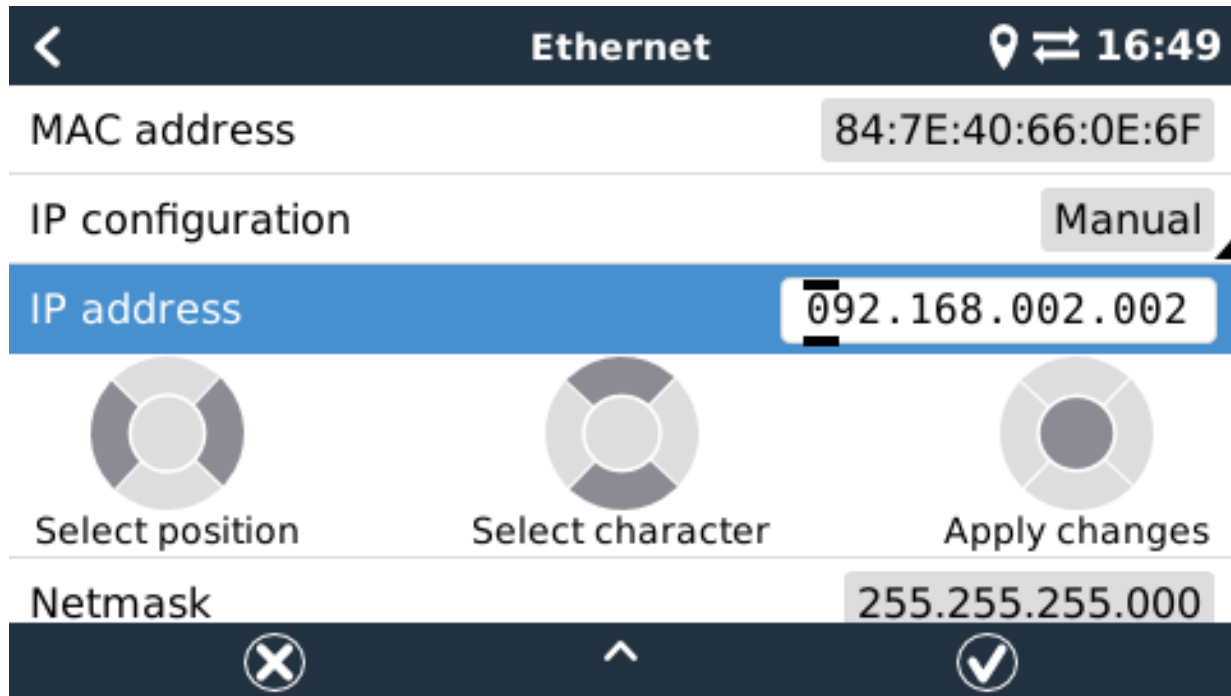 Ethernet 16:49
MAC address 84:7E:40:66:0E:6F
IP configuration Manual
IP address 092.168.002.002
Select position Select character Apply changes
Netmask 255.255.255.000